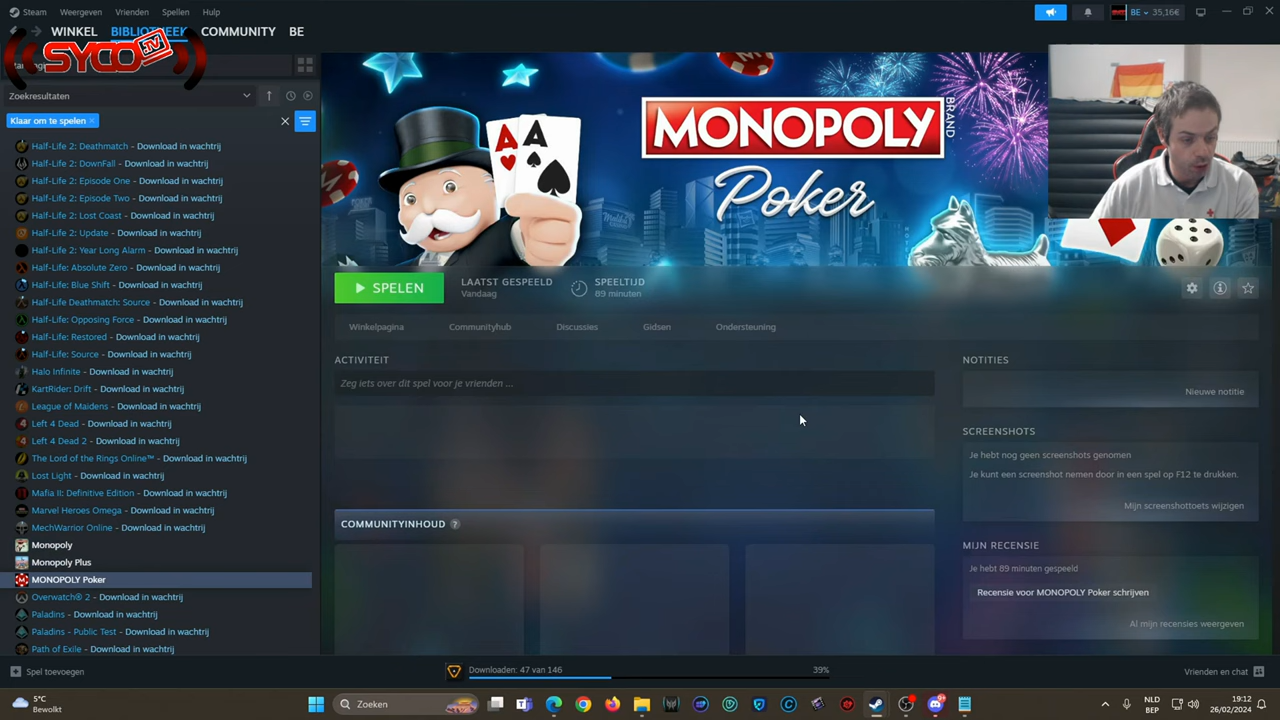 Steam Weergeven Vrienden Spellen Help
BE 35,16€
WINKEL BIBLIOTHEEK COMMUNITY BE
SYCO TV
Zoekresultaten
Klaar om te spelen ×
Half-Life 2: Deathmatch - Download in wachtrij
Half-Life 2: DownFall - Download in wachtrij
Half-Life 2: Episode One - Download in wachtrij
Half-Life 2: Episode Two - Download in wachtrij
Half-Life 2: Lost Coast - Download in wachtrij
Half-Life 2: Update - Download in wachtrij
Half-Life 2: Year Long Alarm - Download in wachtrij
Half-Life: Absolute Zero - Download in wachtrij
Half-Life: Blue Shift - Download in wachtrij
Half-Life Deathmatch: Source - Download in wachtrij
Half-Life: Opposing Force - Download in wachtrij
Half-Life: Restored - Download in wachtrij
Half-Life: Source - Download in wachtrij
Halo Infinite - Download in wachtrij
KartRider: Drift - Download in wachtrij
League of Maidens - Download in wachtrij
Left 4 Dead - Download in wachtrij
Left 4 Dead 2 - Download in wachtrij
The Lord of the Rings Online™ - Download in wachtrij
Lost Light - Download in wachtrij
Mafia II: Definitive Edition - Download in wachtrij
Marvel Heroes Omega - Download in wachtrij
MechWarrior Online - Download in wachtrij
Monopoly
Monopoly Plus
MONOPOLY Poker
Overwatch® 2 - Download in wachtrij
Paladins - Download in wachtrij
Paladins - Public Test - Download in wachtrij
Path of Exile - Download in wachtrij
A A
MONOPOLY BRAND
Poker
SPELEN
LAATST GESPEELD
Vandaag
SPEELTIJD
89 minuten
Winkelpagina Communityhub Discussies Gidsen Ondersteuning
ACTIVITEIT
Zeg iets over dit spel voor je vrienden ...
COMMUNITYINHOUD ?
NOTITIES
Nieuwe notitie
SCREENSHOTS
Je hebt nog geen screenshots genomen
Je kunt een screenshot nemen door in een spel op F12 te drukken.
Mijn screenshottoets wijzigen
MIJN RECENSIE
Je hebt 89 minuten gespeeld
Recensie voor MONOPOLY Poker schrijven
Al mijn recensies weergeven
Spel toevoegen
Downloaden: 47 van 146
39%
Vrienden en chat
5°C
Bewolkt
Zoeken
NLD
BEP
19:12
26/02/2024